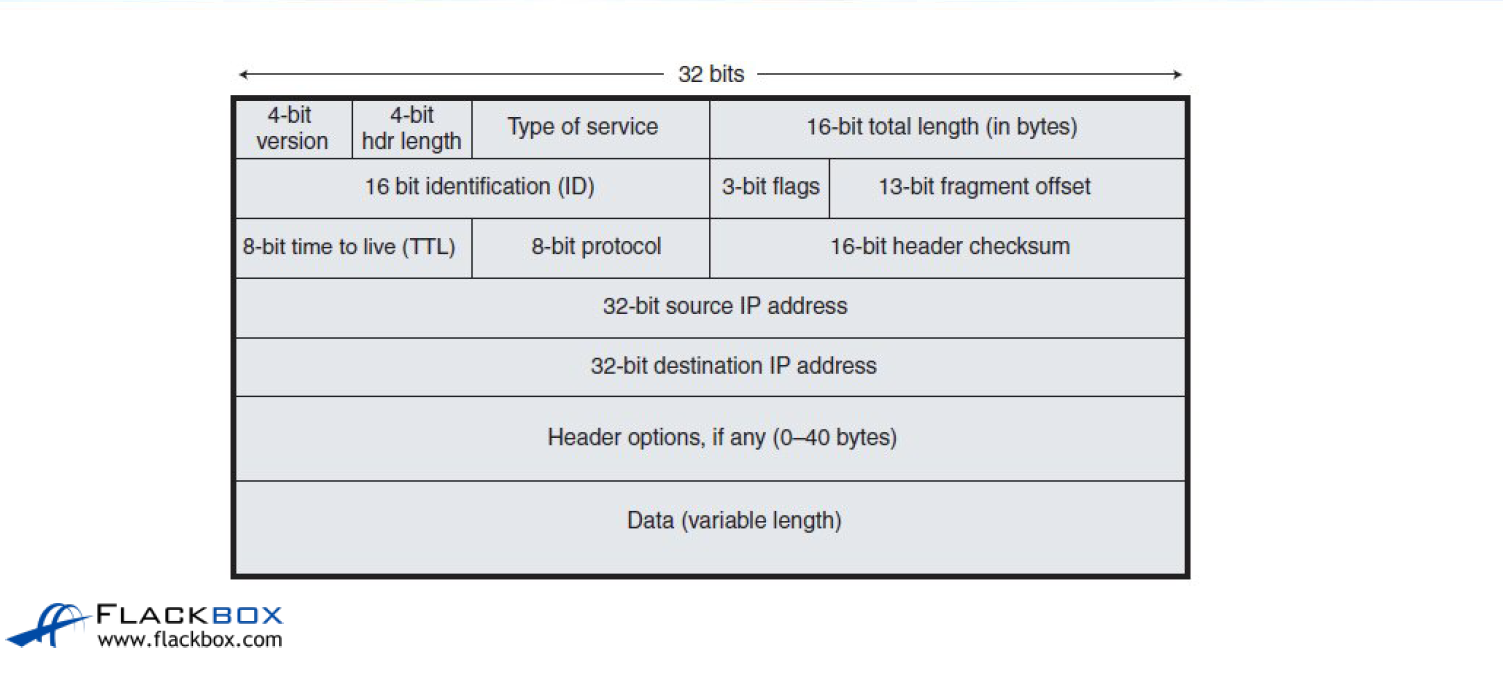 32 bits
4-bit
version
4-bit
hdr length
Type of service
16-bit total length (in bytes)
16 bit identification (ID)
3-bit flags
13-bit fragment offset
8-bit time to live (TTL)
8-bit protocol
16-bit header checksum
32-bit source IP address
32-bit destination IP address
Header options, if any (0–40 bytes)
Data (variable length)
FLACKBOX
www.flackbox.com